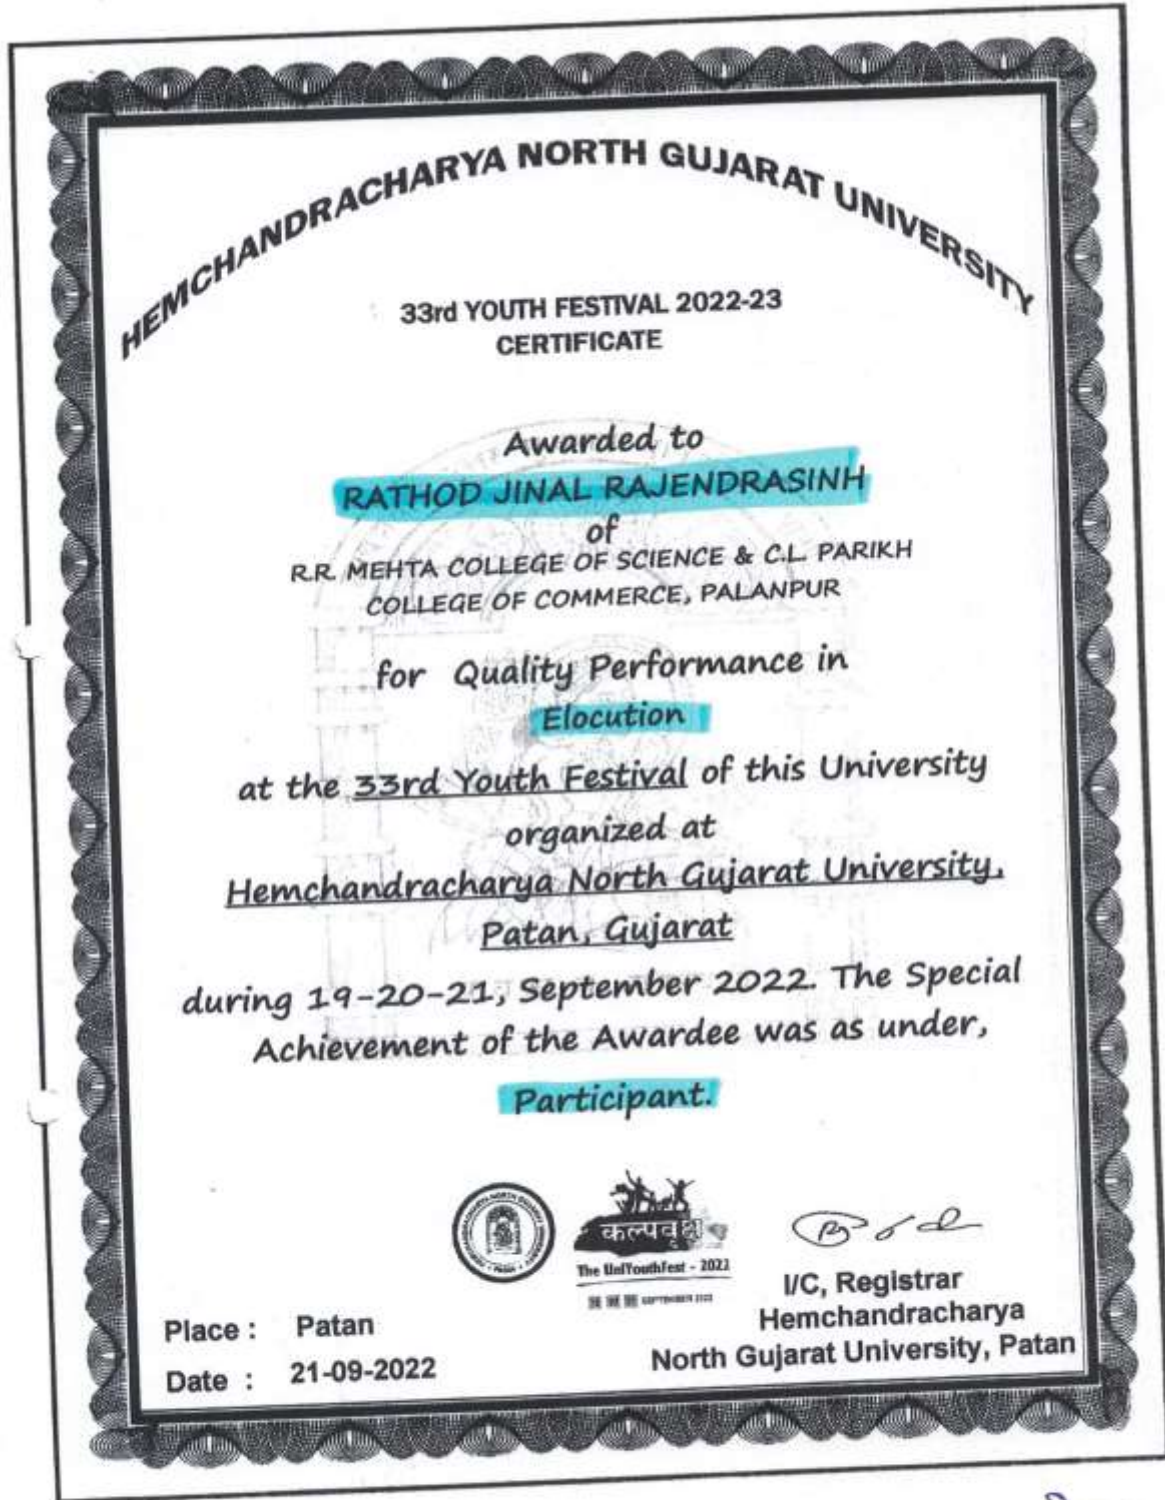 HEMCHANDRACHARYA NORTH GUJARAT UNIVERSITY
33rd YOUTH FESTIVAL 2022-23
CERTIFICATE
Awarded to
RATHOD JINAL RAJENDRASINH
of
R.R. MEHTA COLLEGE OF SCIENCE & C.L. PARIKH
COLLEGE OF COMMERCE, PALANPUR
for Quality Performance in
Elocution
at the 33rd Youth Festival of this University
organized at
Hemchandracharya North Gujarat University,
Patan, Gujarat
during 19-20-21, September 2022. The Special
Achievement of the Awardee was as under,
Participant.
कल्पवृक्ष
The UniYouthFest - 2022
SEPTEMBER 2022
I/C, Registrar
Hemchandracharya
North Gujarat University, Patan
Place : Patan
Date : 21-09-2022